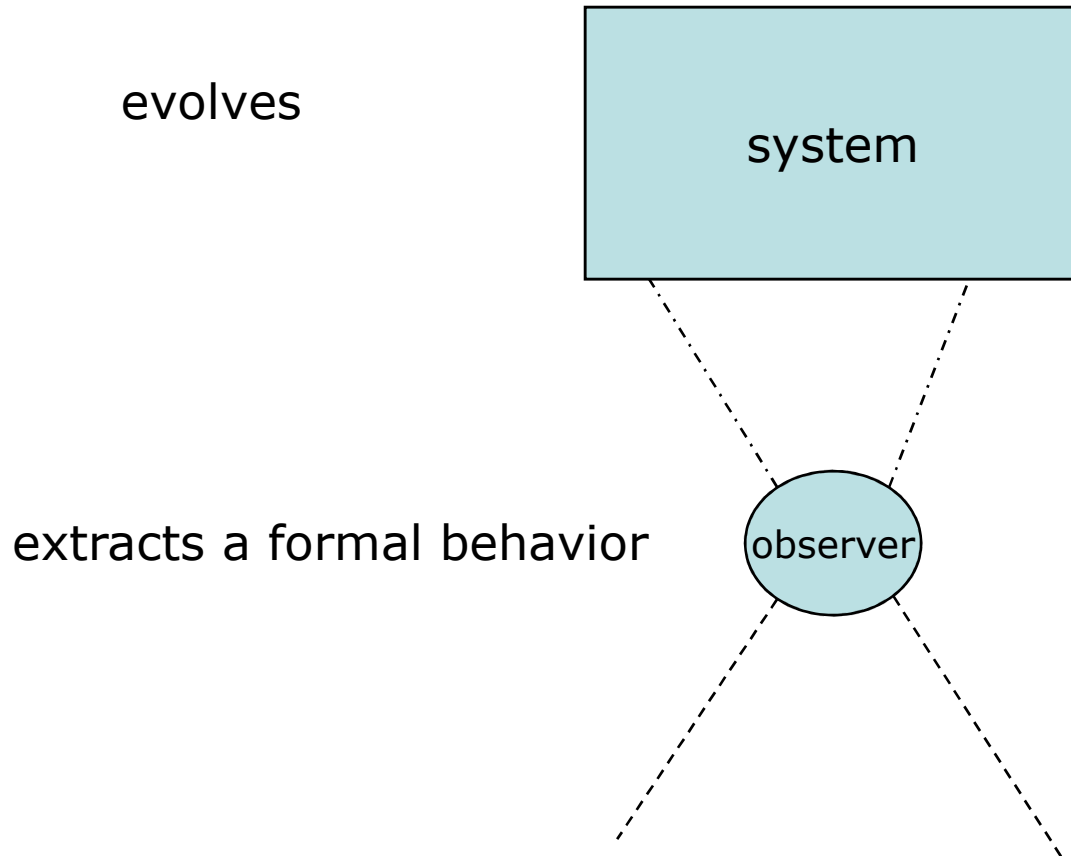 evolves
system
extracts a formal behavior
observer